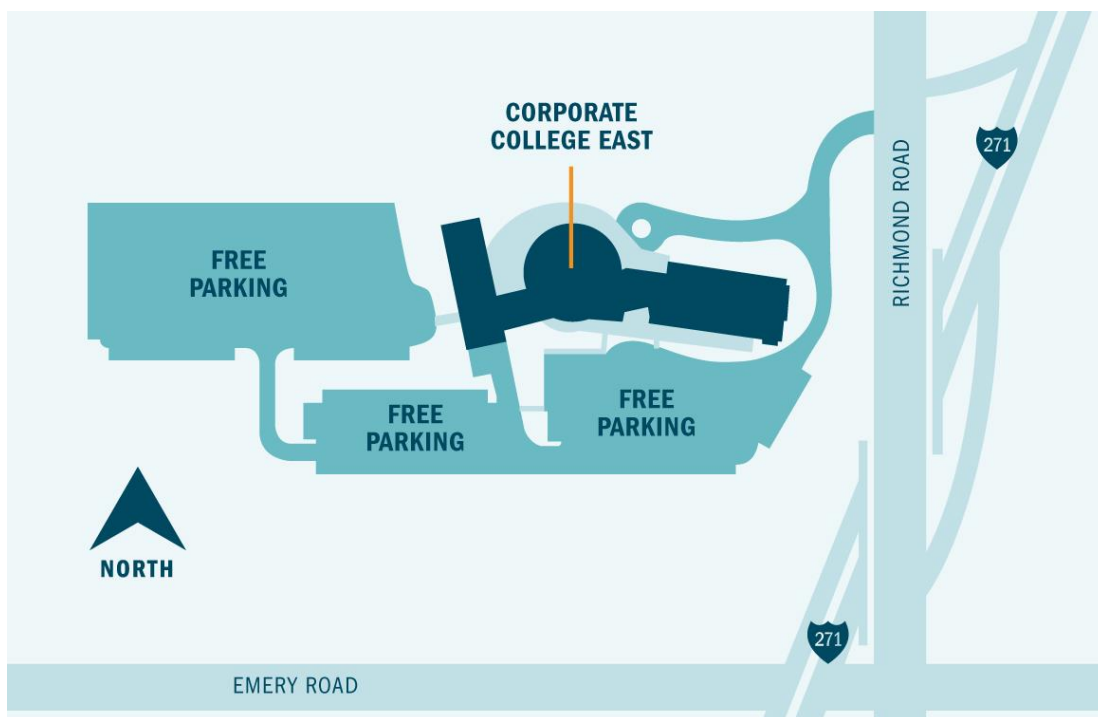 CORPORATE
COLLEGE EAST
271
RICHMOND ROAD
FREE
PARKING
FREE
PARKING
FREE
PARKING
NORTH
271
EMERY ROAD